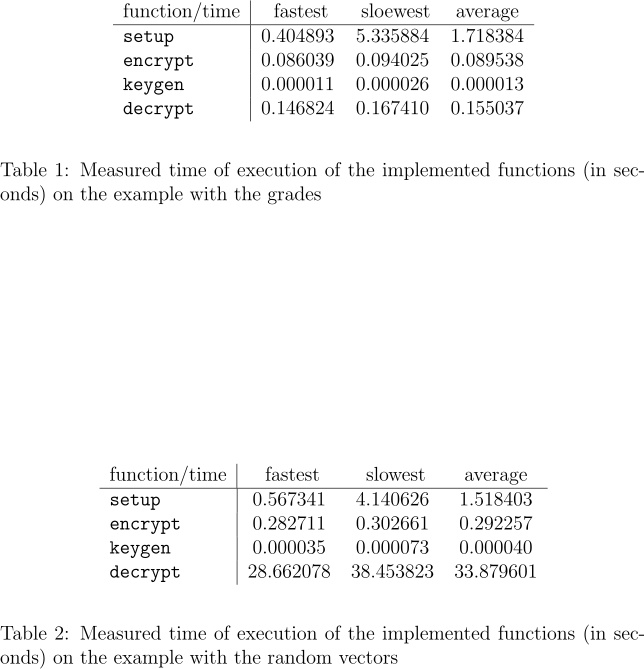 function/time fastest sloewest average
setup 0.404893 5.335884 1.718384
encrypt 0.086039 0.094025 0.089538
keygen 0.000011 0.000026 0.000013
decrypt 0.146824 0.167410 0.155037
Table 1: Measured time of execution of the implemented functions (in sec-
onds) on the example with the grades
function/time fastest slowest average
setup 0.567341 4.140626 1.518403
encrypt 0.282711 0.302661 0.292257
keygen 0.000035 0.000073 0.000040
decrypt 28.662078 38.453823 33.879601
Table 2: Measured time of execution of the implemented functions (in sec-
onds) on the example with the random vectors